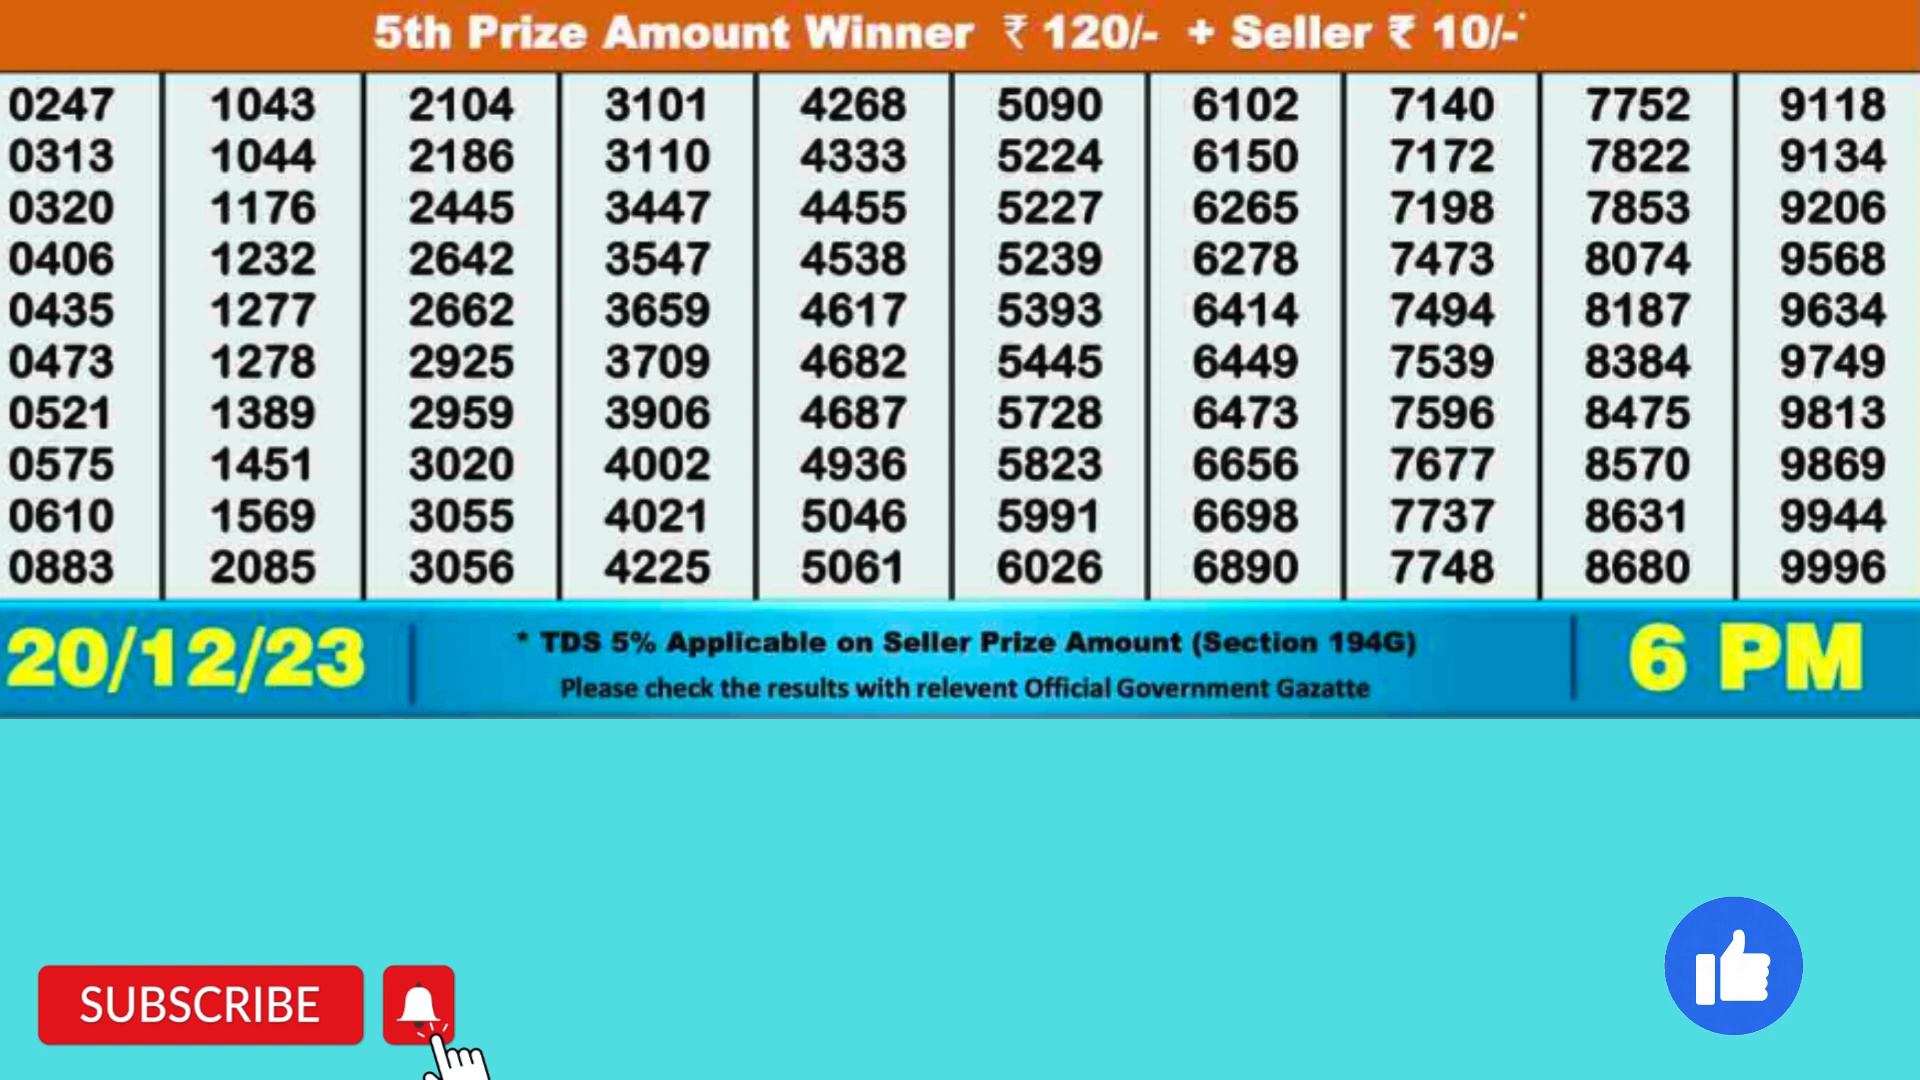 5th Prize Amount Winner ₹ 120/- + Seller ₹ 10/-*
0247 1043 2104 3101 4268 5090 6102 7140 7752 9118
0313 1044 2186 3110 4333 5224 6150 7172 7822 9134
0320 1176 2445 3447 4455 5227 6265 7198 7853 9206
0406 1232 2642 3547 4538 5239 6278 7473 8074 9568
0435 1277 2662 3659 4617 5393 6414 7494 8187 9634
0473 1278 2925 3709 4682 5445 6449 7539 8384 9749
0521 1389 2959 3906 4687 5728 6473 7596 8475 9813
0575 1451 3020 4002 4936 5823 6656 7677 8570 9869
0610 1569 3055 4021 5046 5991 6698 7737 8631 9944
0883 2085 3056 4225 5061 6026 6890 7748 8680 9996
20/12/23
* TDS 5% Applicable on Seller Prize Amount (Section 194G)
Please check the results with relevent Official Government Gazatte
6 PM
SUBSCRIBE